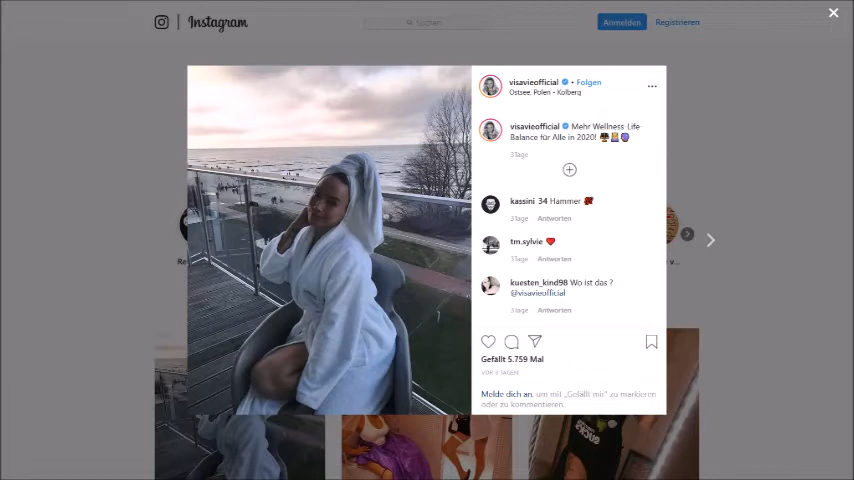 Instagram
Suchen
Anmelden
Registrieren
visavieofficial • Folgen
Ostsee, Polen - Kolberg
visavieofficial Mehr Wellness Life
Balance für Alle in 2020!
3 Tage
kassini_34 Hammer
3 Tage Antworten
tm.sylvie
3 Tage Antworten
kuesten_kind98 Wo ist das ?
@visavieofficial
3 Tage Antworten
Gefällt 5.759 Mal
VOR 3 TAGEN
Melde dich an, um mit „Gefällt mir“ zu markieren
oder zu kommentieren.